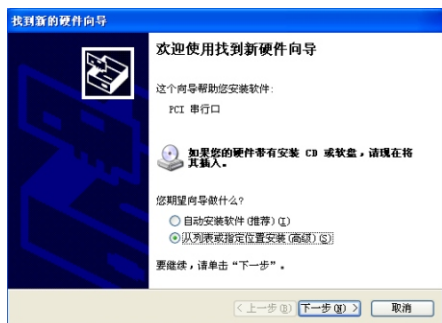 找到新的硬件向导
欢迎使用找到新硬件向导
这个向导帮助您安装软件:
PCI 串行口
如果您的硬件带有安装 CD 或软盘，请现在将
其插入。
您期望向导做什么?
自动安装软件(推荐)(I)
从列表或指定位置安装(高级)(S)
要继续，请单击“下一步”。
< 上一步(B) 下一步(N) > 取消